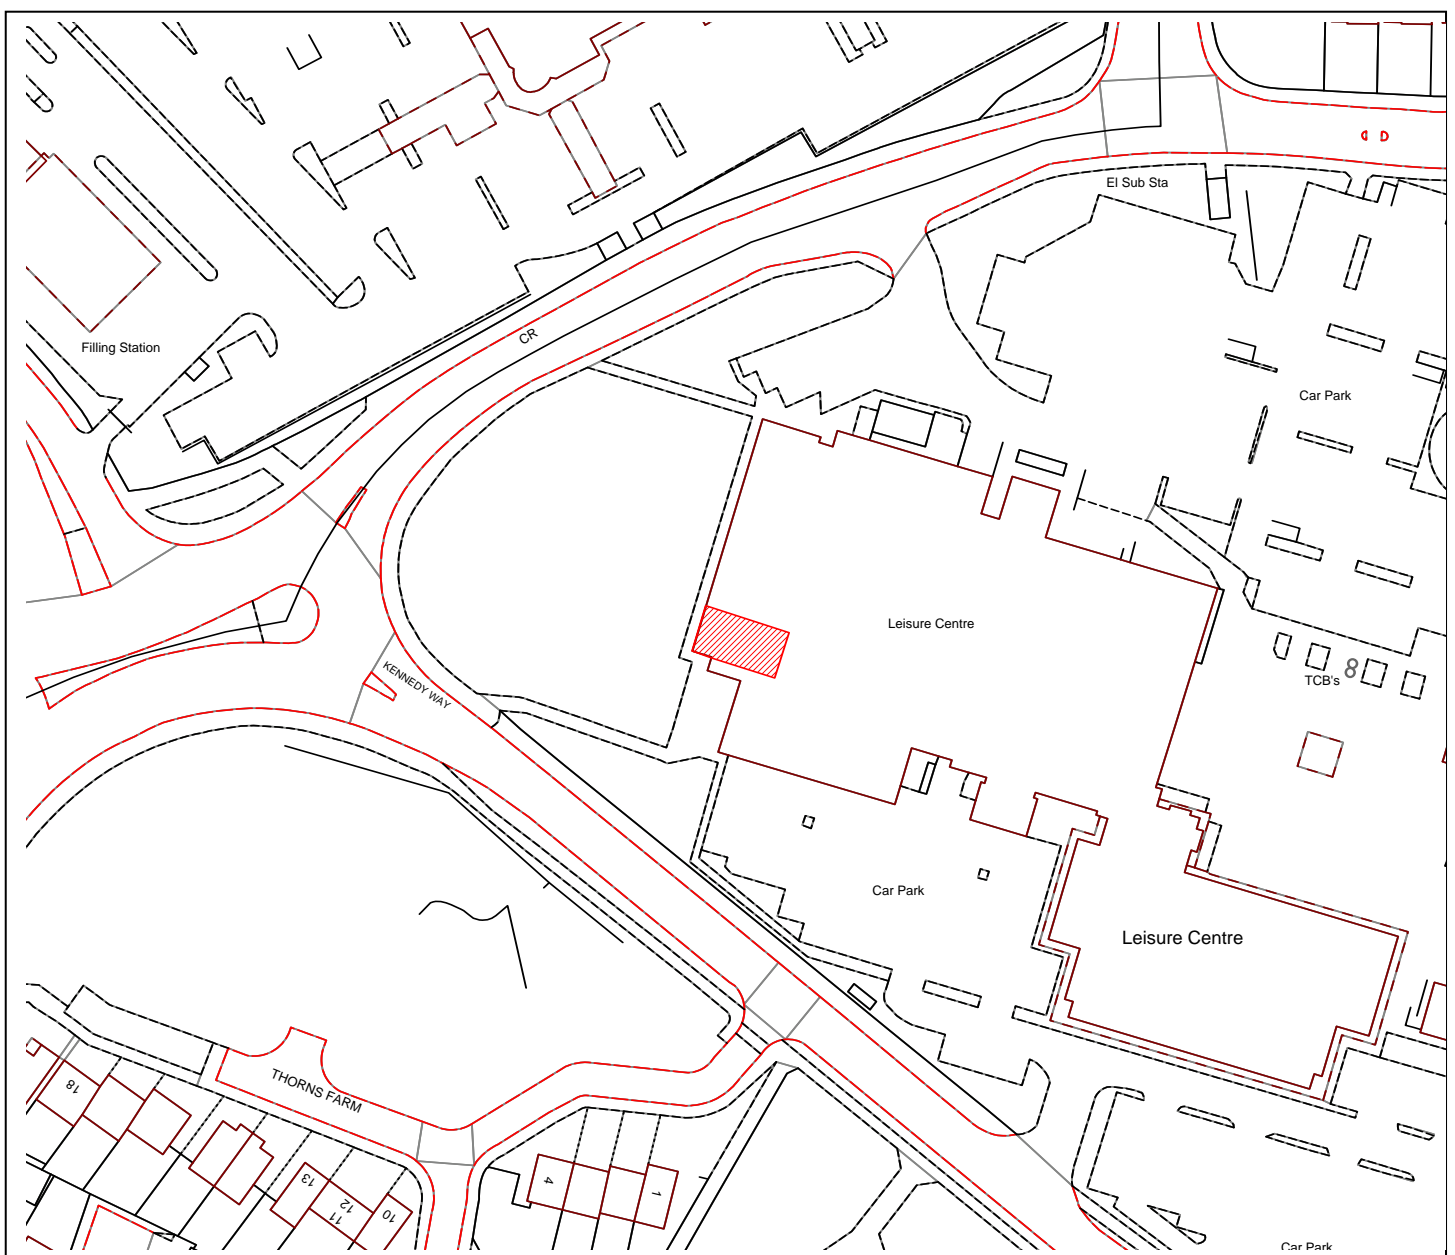 El Sub Sta
CR
Filling Station
Car Park
Leisure Centre
KENNEDY WAY
TCB's
8
Car Park
Leisure Centre
THORNS FARM
18
13
12
11
10
4
1
Car Park